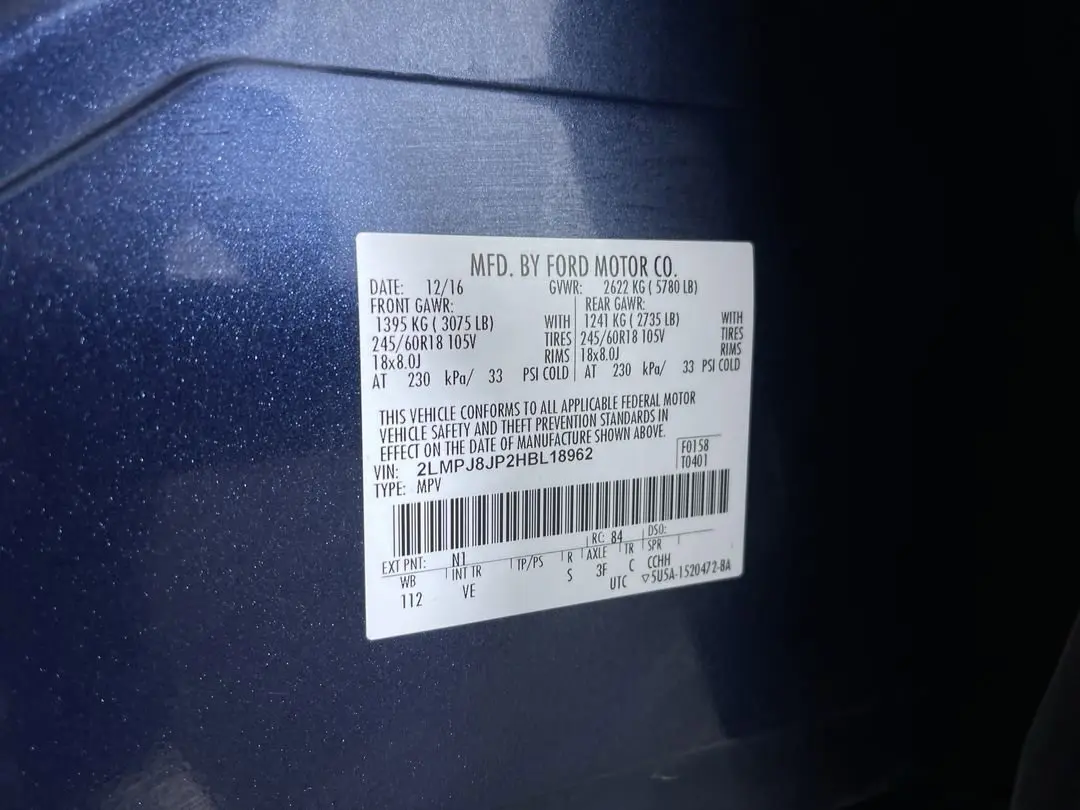 MFD. BY FORD MOTOR CO.
DATE: 12/16 GVWR: 2622 KG ( 5780 LB)
FRONT GAWR: REAR GAWR:
1395 KG ( 3075 LB) WITH 1241 KG ( 2735 LB) WITH
245/60R18 105V TIRES 245/60R18 105V TIRES
18x8.0J RIMS 18x8.0J RIMS
AT 230 kPa/ 33 PSI COLD AT 230 kPa/ 33 PSI COLD
THIS VEHICLE CONFORMS TO ALL APPLICABLE FEDERAL MOTOR
VEHICLE SAFETY AND THEFT PREVENTION STANDARDS IN
EFFECT ON THE DATE OF MANUFACTURE SHOWN ABOVE.
VIN: 2LMPJ8JP2HBL18962 F0158
TYPE: MPV T0401
EXT PNT: N1 RC: 84 DSO:
WB INT TR TP/PS R AXLE TR SPR
112 VE S 3F C CCHH
UTC ▽5U5A-1520472-BA